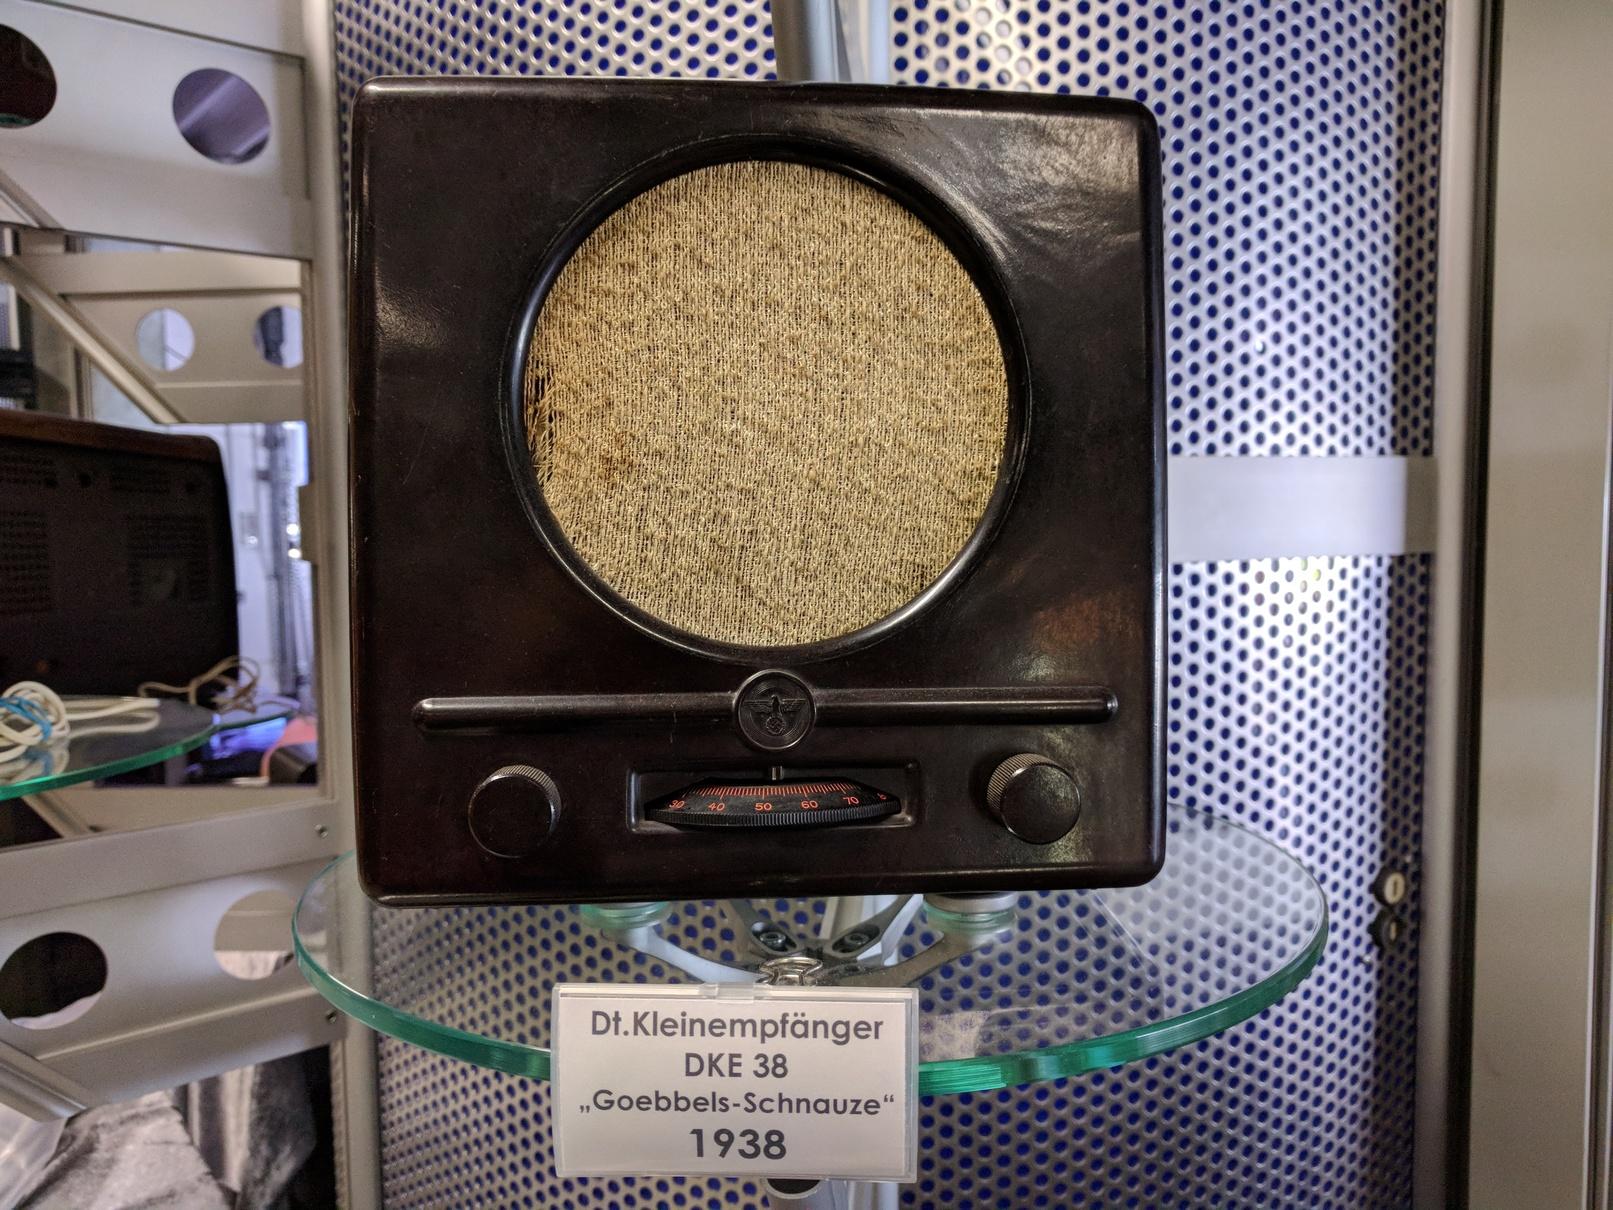 30 40 50 60 70
Dt.Kleinempfänger
DKE 38
„Goebbels-Schnauze“
1938